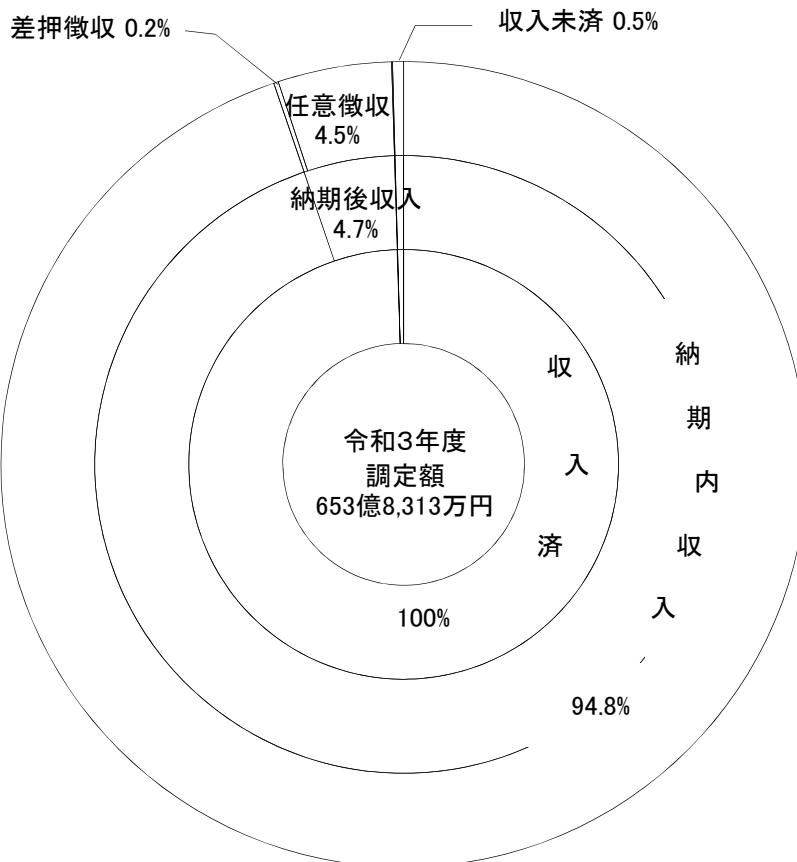 差押徴収 0.2%
収入未済 0.5%
任意徴収
4.5%
納期後収入
4.7%
収入済
100%
納期内収入
94.8%
令和3年度
調定額
653億8,313万円